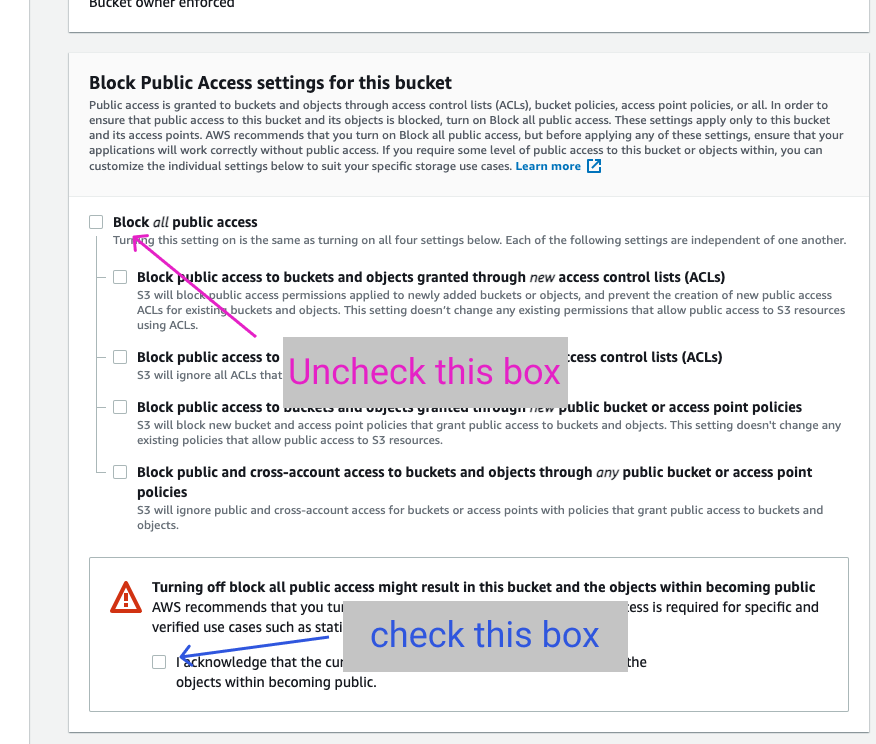 Bucket owner enforced
Block Public Access settings for this bucket
Public access is granted to buckets and objects through access control lists (ACLs), bucket policies, access point policies, or all. In order to
ensure that public access to this bucket and its objects is blocked, turn on Block all public access. These settings apply only to this bucket
and its access points. AWS recommends that you turn on Block all public access, but before applying any of these settings, ensure that your
applications will work correctly without public access. If you require some level of public access to this bucket or objects within, you can
customize the individual settings below to suit your specific storage use cases. Learn more
Block all public access
Turning this setting on is the same as turning on all four settings below. Each of the following settings are independent of one another.
Block public access to buckets and objects granted through new access control lists (ACLs)
S3 will block public access permissions applied to newly added buckets or objects, and prevent the creation of new public access
ACLs for existing buckets and objects. This setting doesn't change any existing permissions that allow public access to S3 resources
using ACLs.
Block public access to access control lists (ACLs)
S3 will ignore all ACLs that
Uncheck this box
Block public access to buckets and objects granted through new public bucket or access point policies
S3 will block new bucket and access point policies that grant public access to buckets and objects. This setting doesn't change any
existing policies that allow public access to S3 resources.
Block public and cross-account access to buckets and objects through any public bucket or access point
policies
S3 will ignore public and cross-account access for buckets or access points with policies that grant public access to buckets and
objects.
Turning off block all public access might result in this bucket and the objects within becoming public
AWS recommends that you is required for specific and
verified use cases such as
check this box
I acknowledge that the the
objects within becoming public.